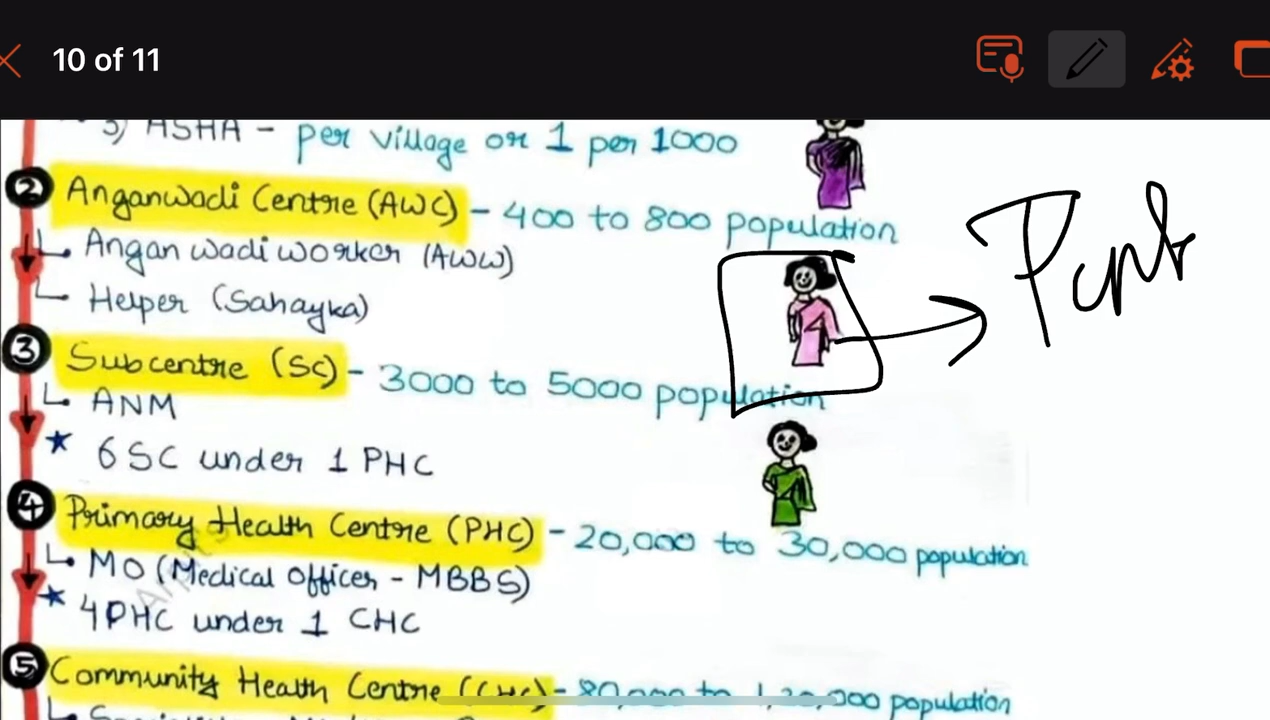 10 of 11
3) ASHA - per village or 1 per 1000
2 Anganwadi Centre (AWC) - 400 to 800 population
Angan wadi worker (AWW)
Helper (Sahayka)
3 Subcentre (SC) - 3000 to 5000 population
ANM
6 SC under 1 PHC
4 Primary Health Centre (PHC) - 20,000 to 30,000 population
MO (Medical Officer - MBBS)
4PHC under 1 CHC
5 Community Health Centre (CHC) - 80,000 to 1,20,000 population